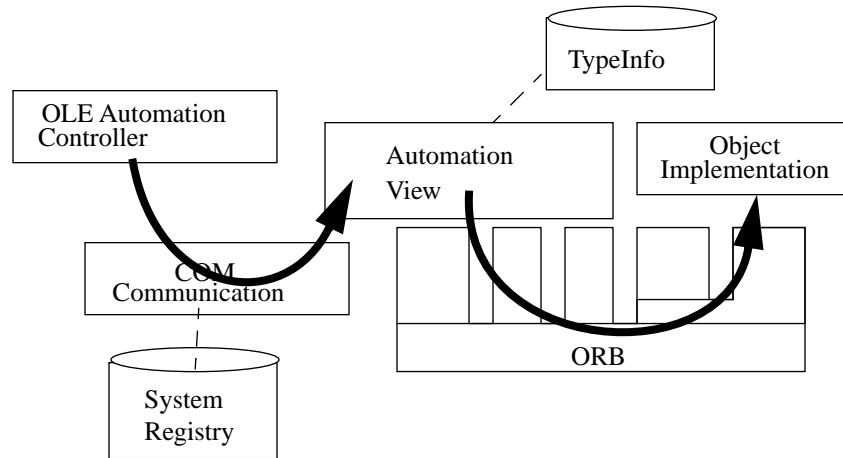 TypeInfo
OLE Automation
Controller
Automation
View
Object
Implementation
COM
Communication
ORB
System
Registry